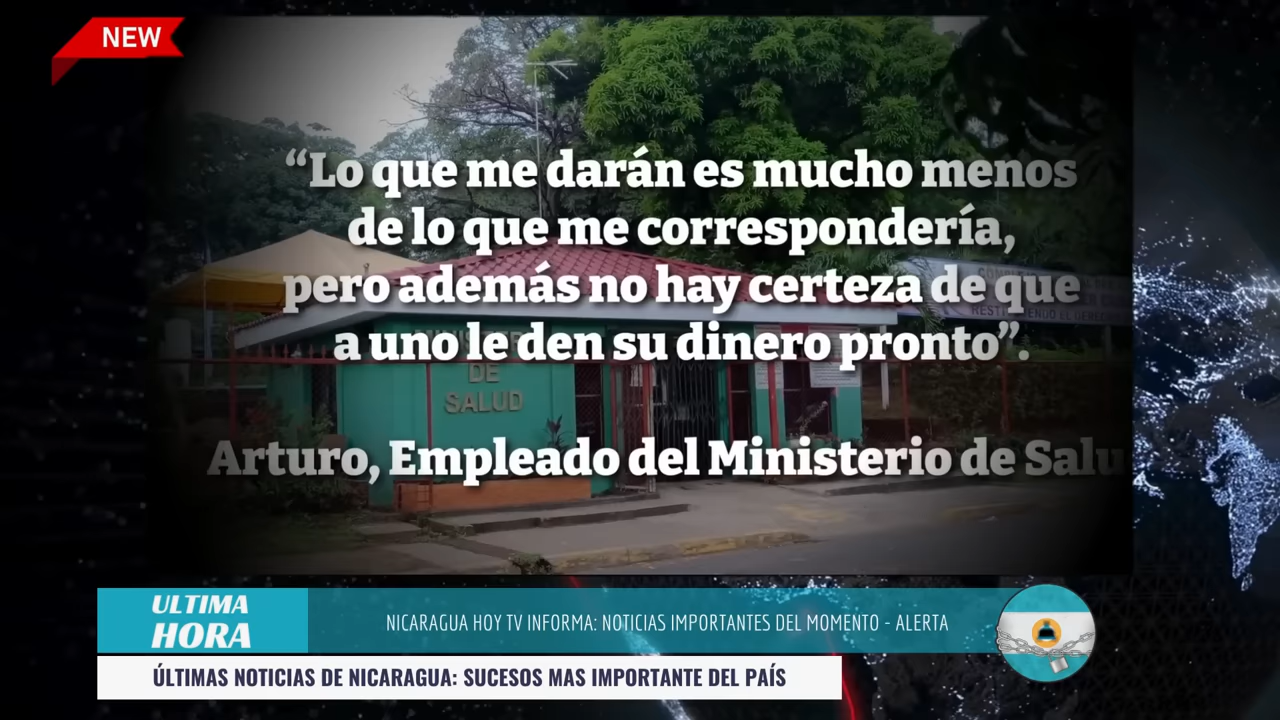 NEW
“Lo que me darán es mucho menos
de lo que me correspondería,
pero además no hay certeza de que
a uno le den su dinero pronto”.
DE
SALUD
Arturo, Empleado del Ministerio de Salu
ULTIMA
HORA
NICARAGUA HOY TV INFORMA: NOTICIAS IMPORTANTES DEL MOMENTO - ALERTA
ÚLTIMAS NOTICIAS DE NICARAGUA: SUCESOS MAS IMPORTANTE DEL PAÍS